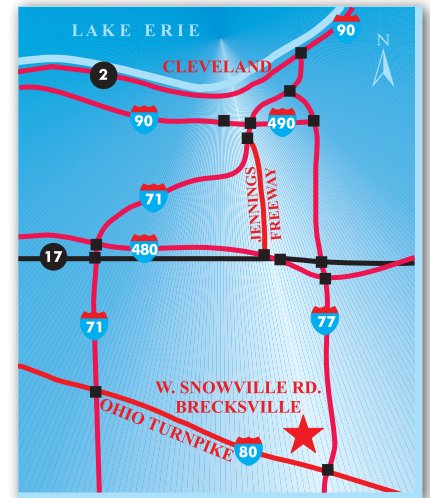 LAKE ERIE
90
N
2
CLEVELAND
90
490
71
JENNINGS
FREEWAY
480
17
71
77
W. SNOWVILLE RD.
BRECKSVILLE
OHIO TURNPIKE
80